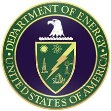 DEPARTMENT OF ENERGY
UNITED STATES OF AMERICA